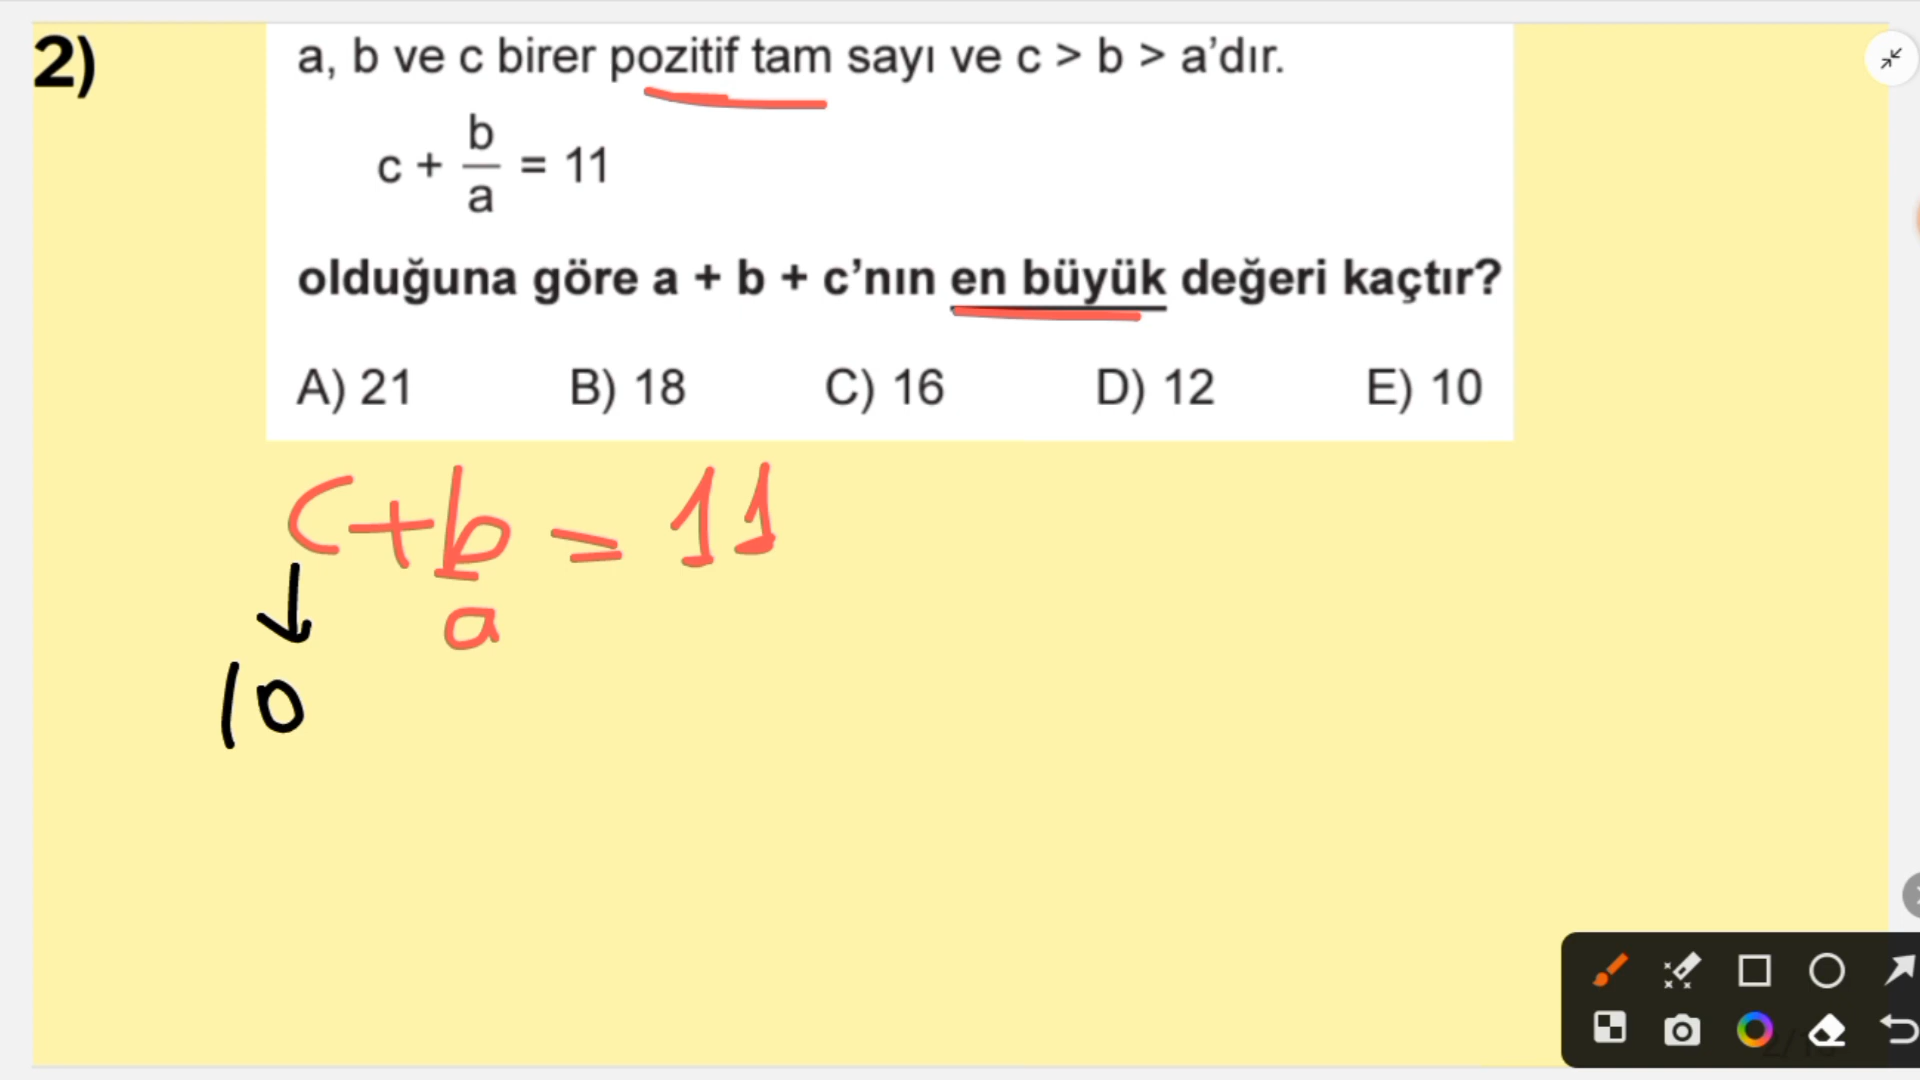 2)
a, b ve c birer pozitif tam sayı ve c > b > a’dır.
c + b/a = 11
olduğuna göre a + b + c’nın en büyük değeri kaçtır?
A) 21 B) 18 C) 16 D) 12 E) 10
c + b/a = 11
↓
10